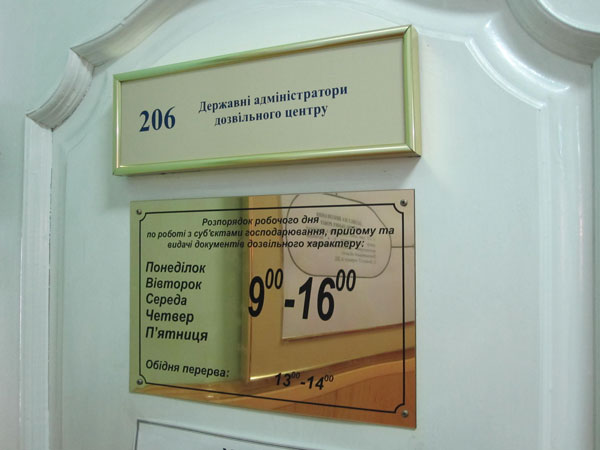 206
Державні адміністратори
дозвільного центру
Розпорядок робочого дня
по роботі з суб'єктами господарювання, прийому та
видачі документів дозвільного характеру:
Понеділок
Вівторок
Середа
Четвер
П'ятниця
9⁰⁰-16⁰⁰
Обідня перерва: 13⁰⁰-14⁰⁰